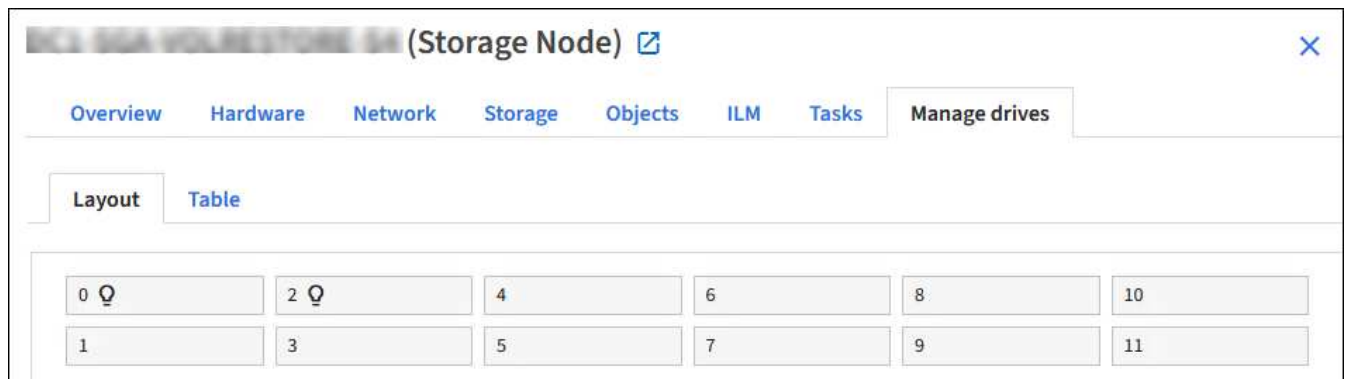 (Storage Node)
Overview Hardware Network Storage Objects ILM Tasks Manage drives
Layout Table
0 2 4 6 8 10
1 3 5 7 9 11